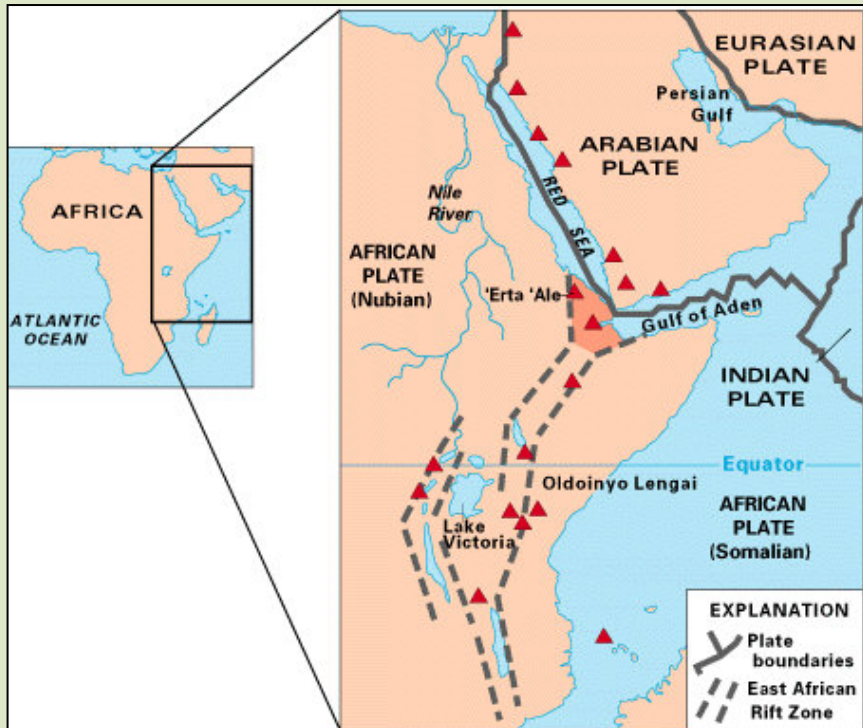 AFRICA
ATLANTIC
OCEAN
EURASIAN
PLATE
Persian
Gulf
ARABIAN
PLATE
RED
SEA
Nile
River
AFRICAN
PLATE
(Nubian)
'Erta 'Ale
Gulf of Aden
INDIAN
PLATE
Equator
Oldoinyo Lengai
Lake
Victoria
AFRICAN
PLATE
(Somalian)
EXPLANATION
Plate
boundaries
East African
Rift Zone